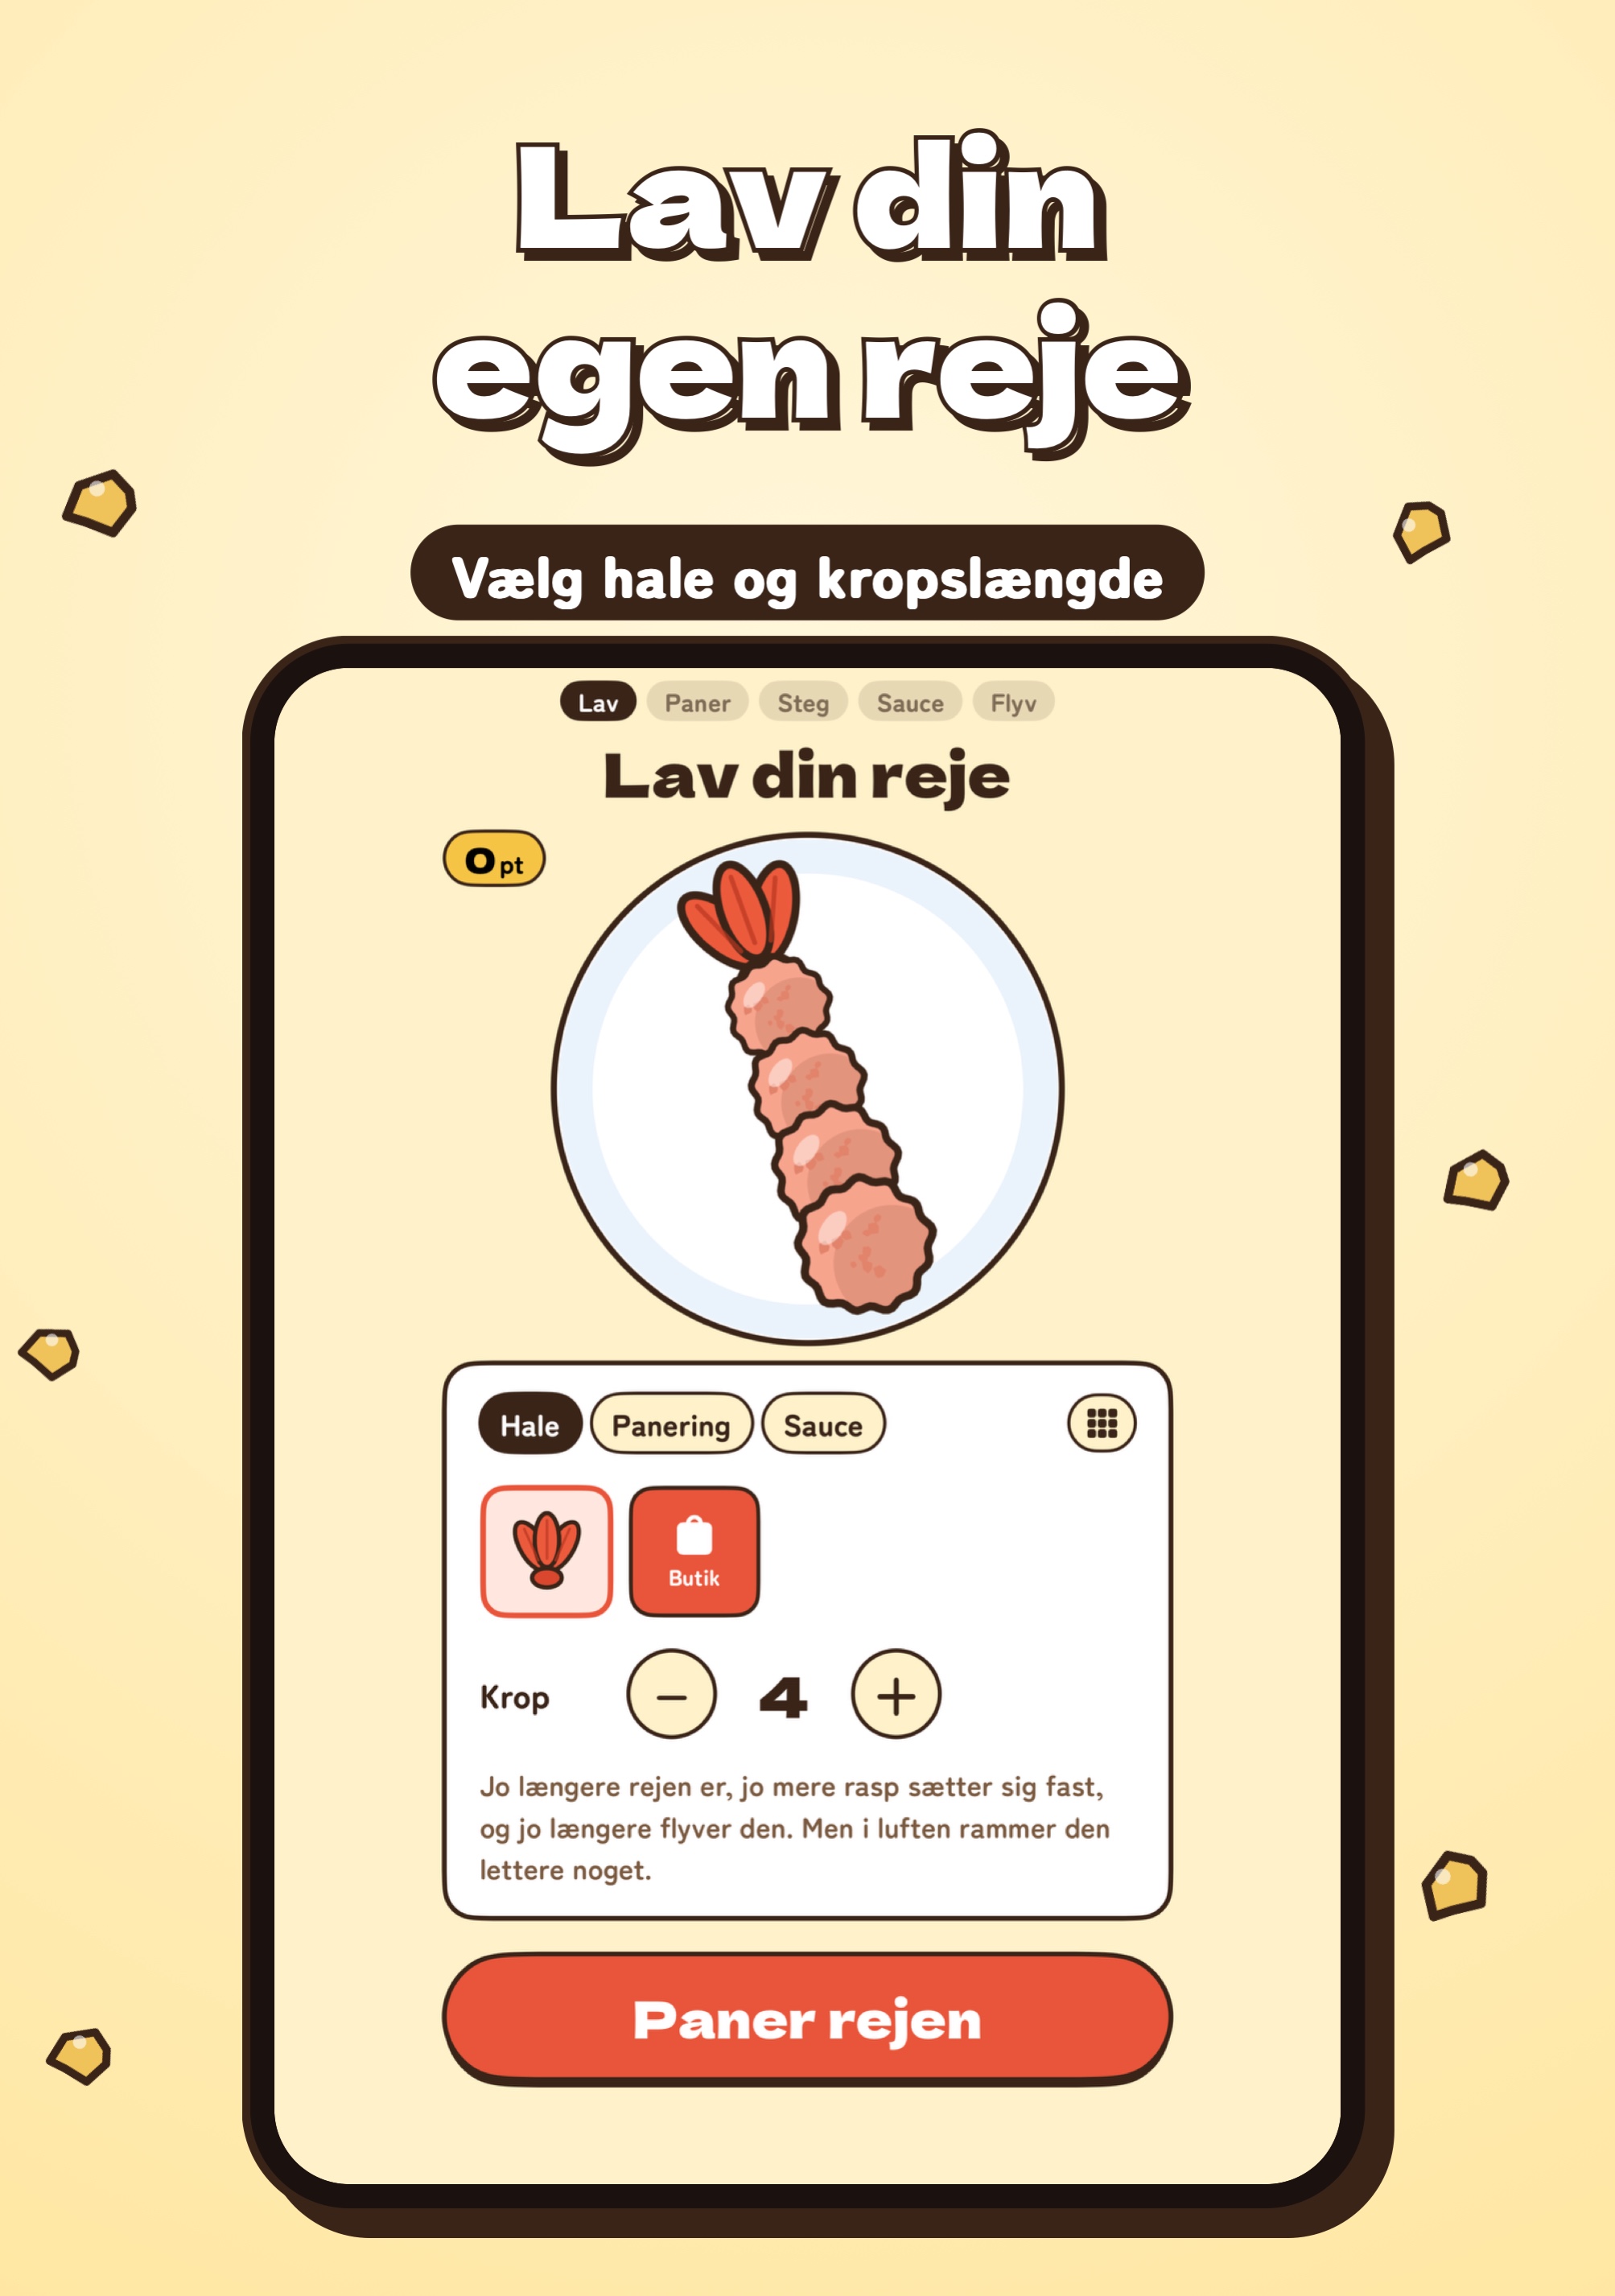 Lav din
egen reje
Vælg hale og kropslængde
Lav Paner Steg Sauce Flyv
Lav din reje
0 pt
Hale Panering Sauce
Butik
Krop − 4 +
Jo længere rejen er, jo mere rasp sætter sig fast,
og jo længere flyver den. Men i luften rammer den
lettere noget.
Paner rejen